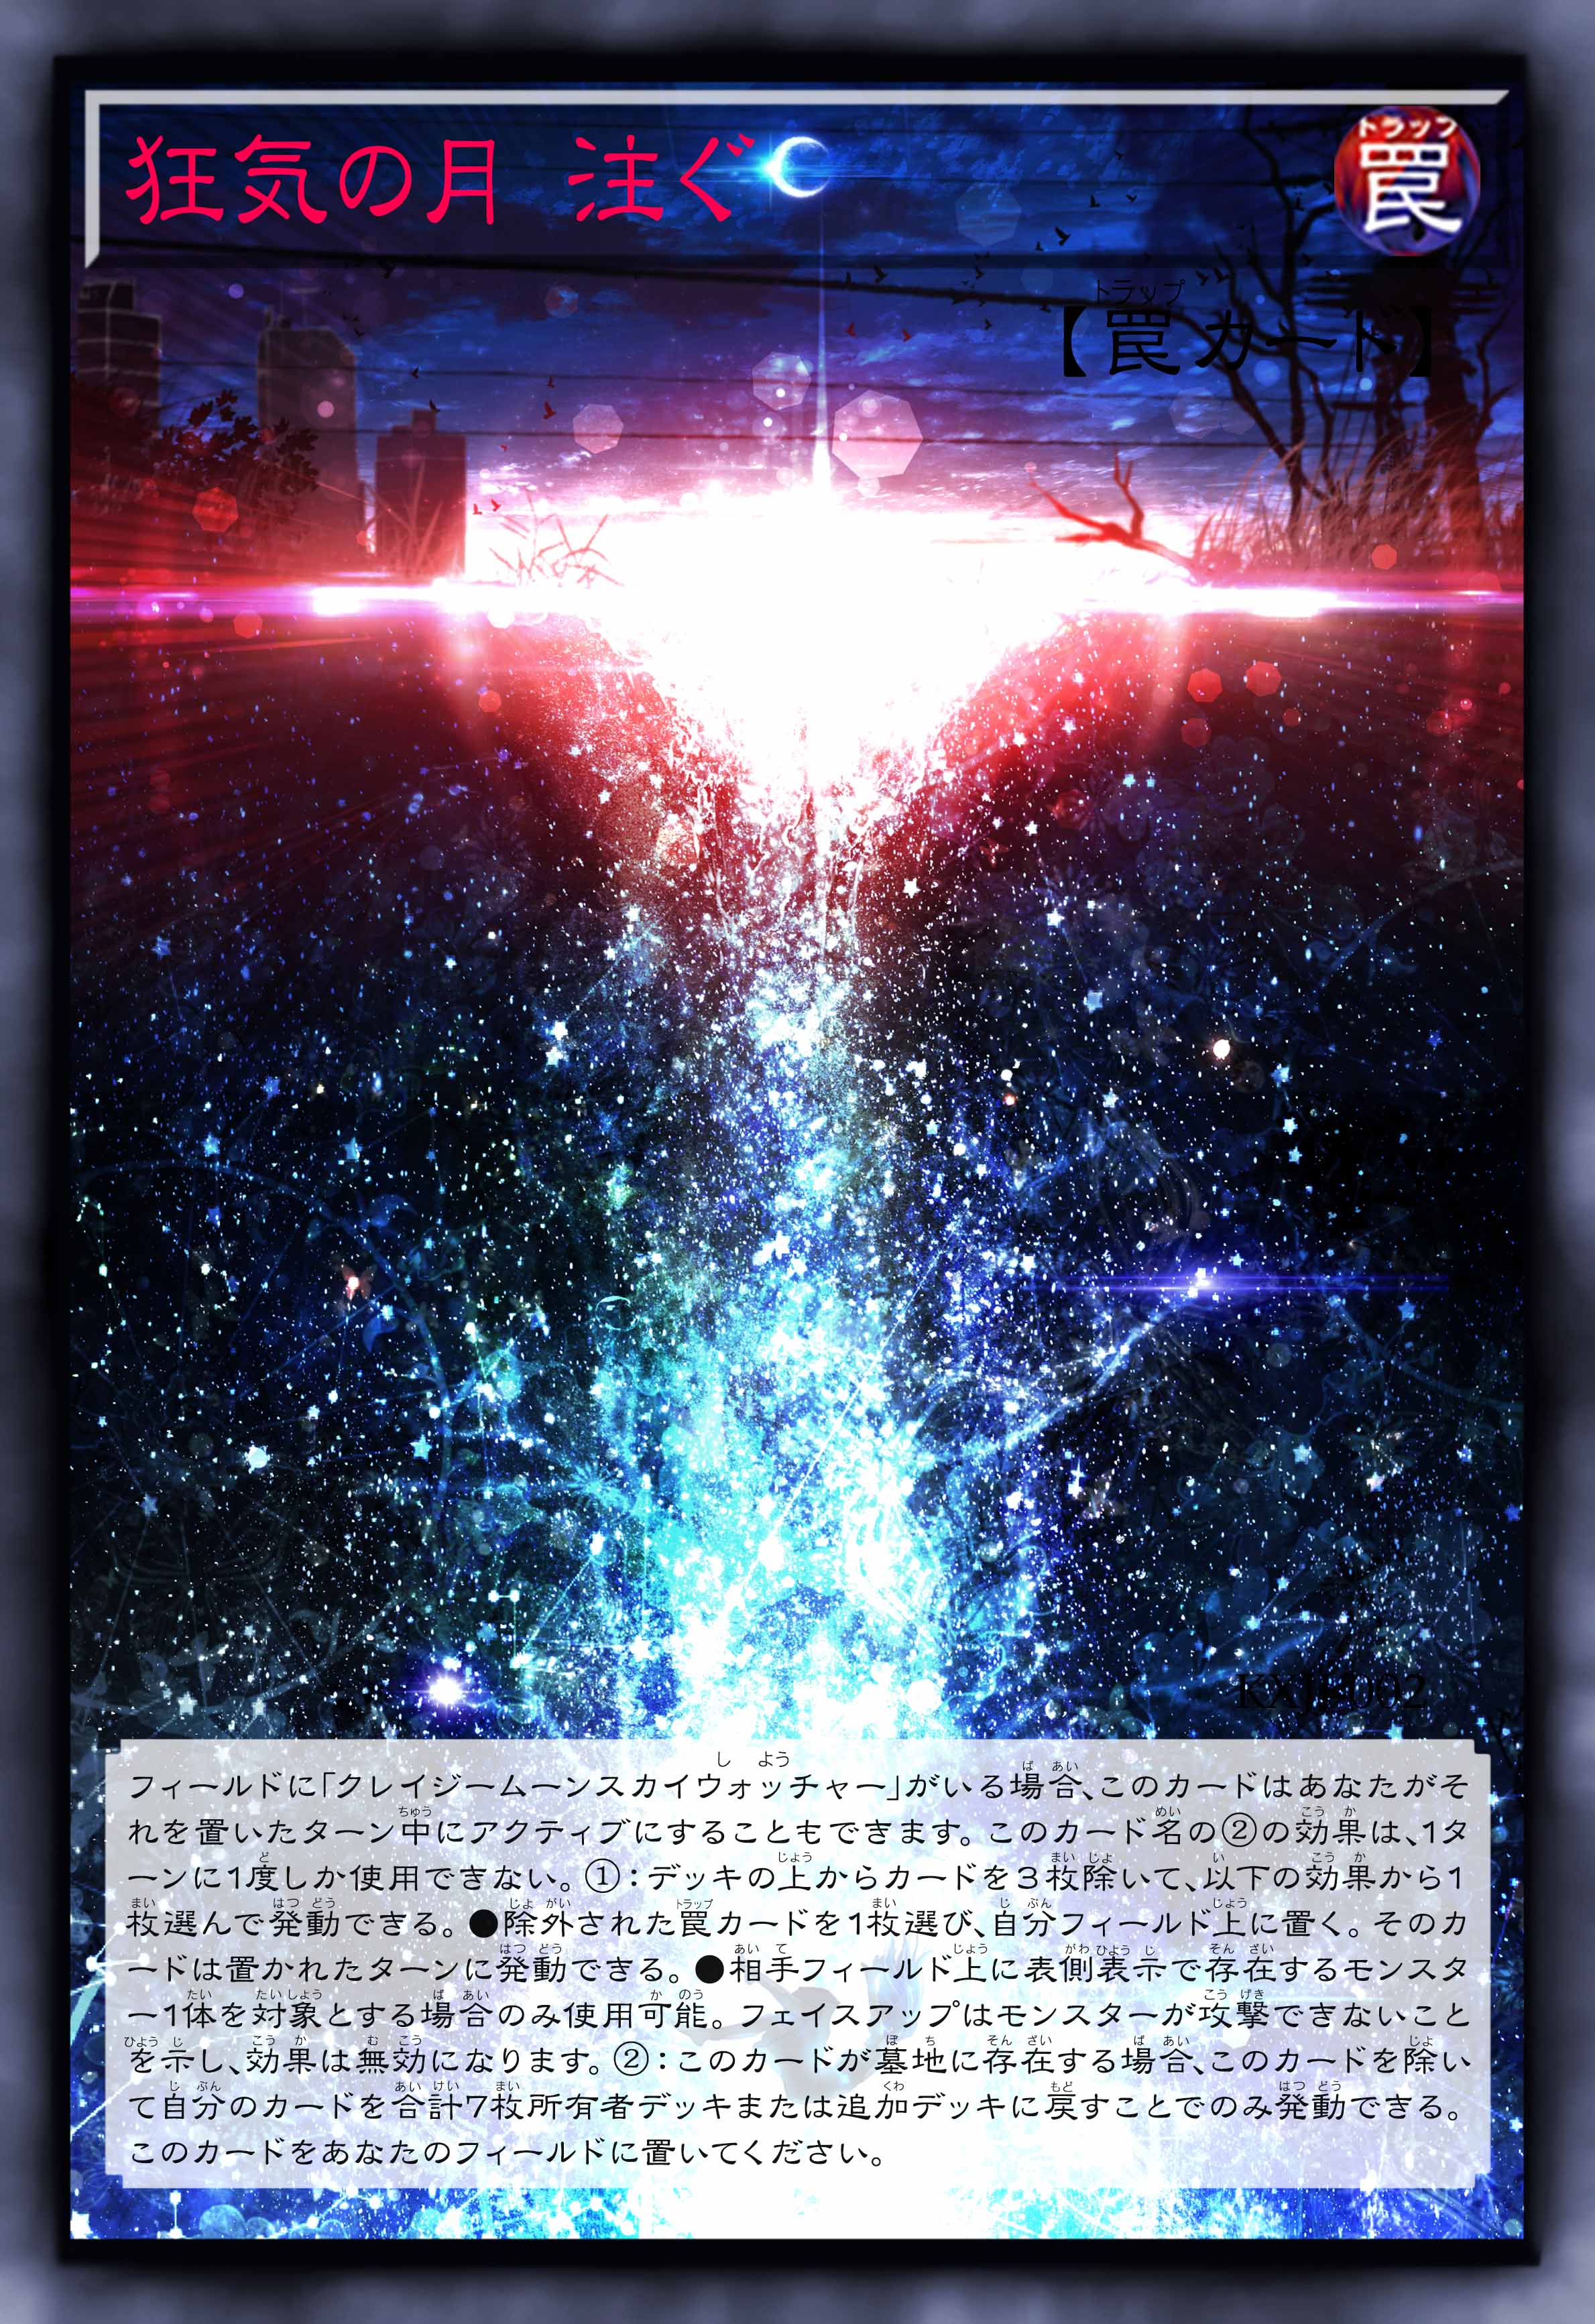 狂気の月　注ぐ
トラップ
罠
【罠カード】
KXJP002
フィールドに「クレイジームーンスカイウォッチャー」がいる場合、このカードはあなたがそ
れを置いたターン中にアクティブにすることもできます。このカード名の②の効果は、1タ
ーンに1度しか使用できない。①：デッキの上からカードを３枚除いて、以下の効果から1
枚選んで発動できる。●除外された罠カードを1枚選び、自分フィールド上に置く。そのカ
ードは置かれたターンに発動できる。●相手フィールド上に表側表示で存在するモンスタ
ー1体を対象とする場合のみ使用可能。フェイスアップはモンスターが攻撃できないこと
を示し、効果は無効になります。②：このカードが墓地に存在する場合、このカードを除い
て自分のカードを合計7枚所有者デッキまたは追加デッキに戻すことでのみ発動できる。
このカードをあなたのフィールドに置いてください。